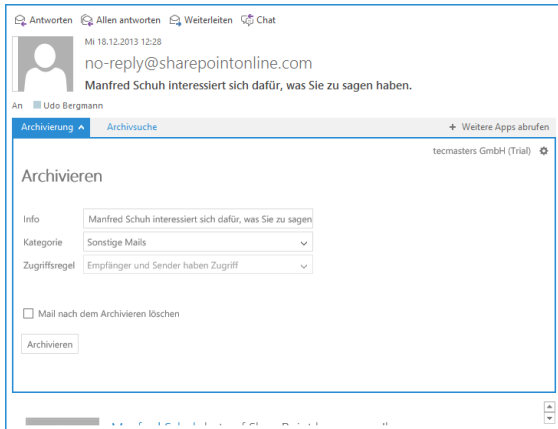 Antworten Allen antworten Weiterleiten Chat
Mi 18.12.2013 12:28
no-reply@sharepointonline.com
Manfred Schuh interessiert sich dafür, was Sie zu sagen haben.
An Udo Bergmann
Archivierung Archivsuche + Weitere Apps abrufen
tecmasters GmbH (Trial)
Archivieren
Info Manfred Schuh interessiert sich dafür, was Sie zu sagen
Kategorie Sonstige Mails
Zugriffsregel Empfänger und Sender haben Zugriff
Mail nach dem Archivieren löschen
Archivieren